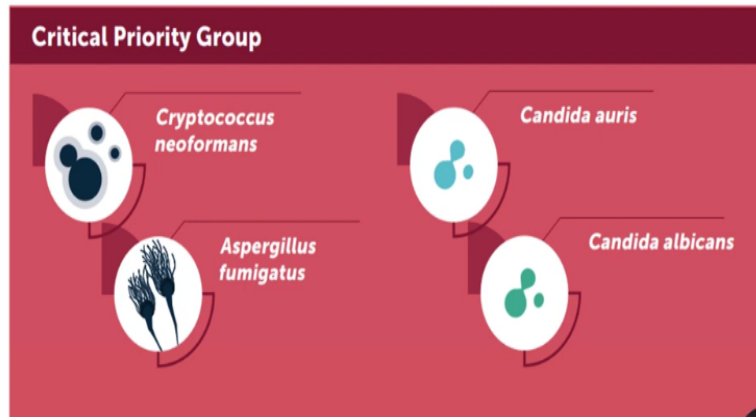 Critical Priority Group
Cryptococcus
neoformans
Candida auris
Aspergillus
fumigatus
Candida albicans